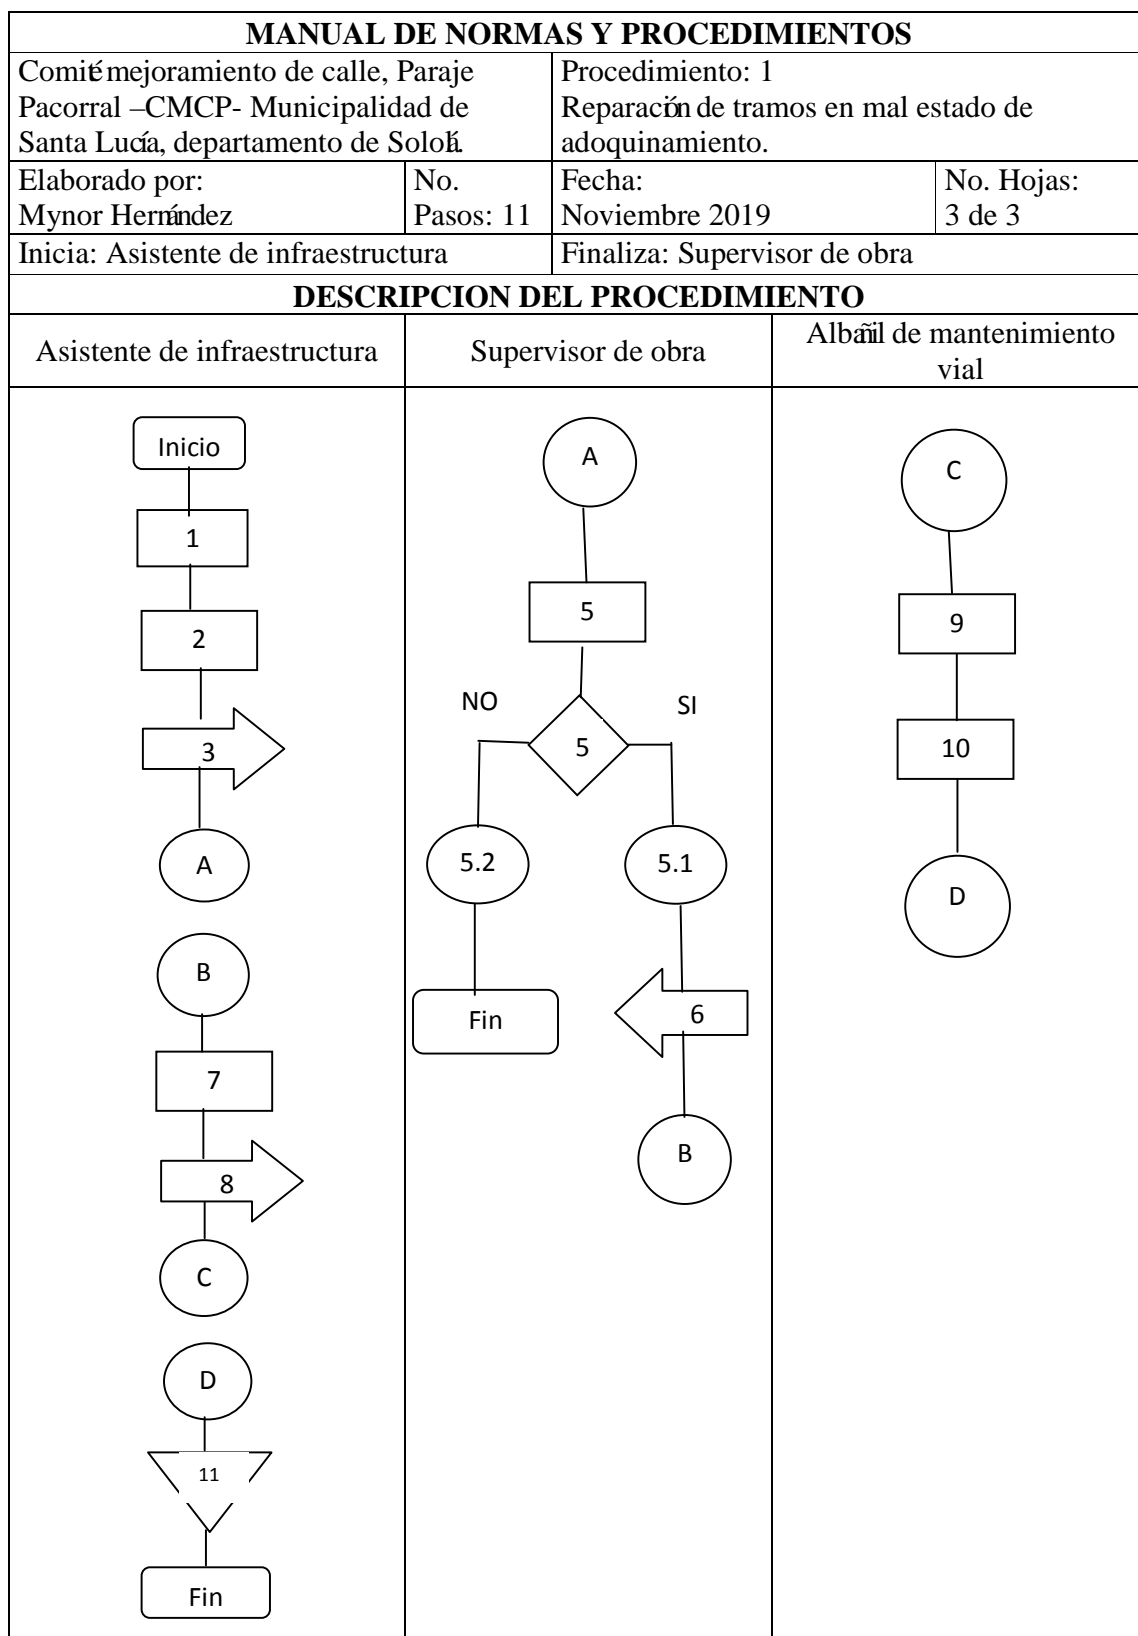 MANUAL DE NORMAS Y PROCEDIMIENTOS
Comité mejoramiento de calle, Paraje
Pacorral –CMCP- Municipalidad de
Santa Lucía, departamento de Sololá.
Procedimiento: 1
Reparación de tramos en mal estado de
adoquinamiento.
Elaborado por:
Mynor Hernández
No.
Pasos: 11
Fecha:
Noviembre 2019
No. Hojas:
3 de 3
Inicia: Asistente de infraestructura
Finaliza: Supervisor de obra
DESCRIPCION DEL PROCEDIMIENTO
Asistente de infraestructura
Supervisor de obra
Albañil de mantenimiento
vial
Inicio
1
2
3
A
B
7
8
C
D
11
Fin
A
5
NO
SI
5
5.2
5.1
Fin
6
B
C
9
10
D